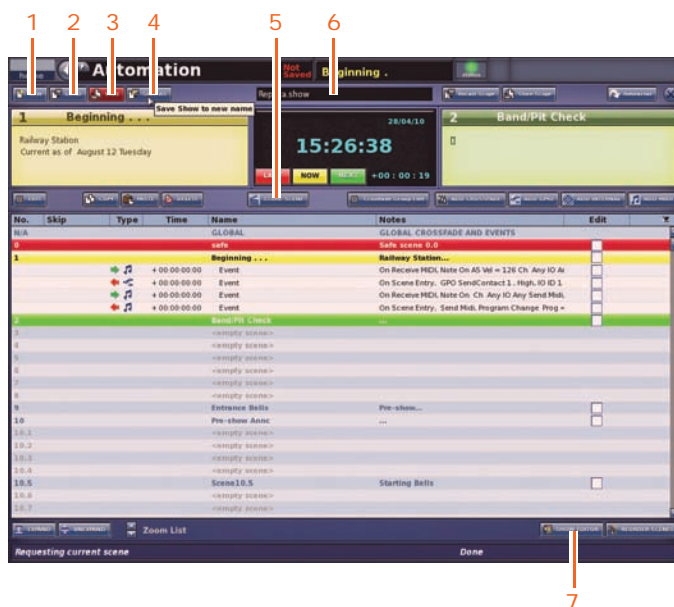 1 2 3 4 5 6
Automation
Not Saved
Beginning .
status
Save Show to new name
1 Beginning . . .
Railway Station
Current as of August 12 Tuesday
28/04/10
15:26:38
NOW
+00 : 00 : 19
2 Band/Pit Check
No. Skip Type Time Name Notes Edit
N/A GLOBAL GLOBAL CROSSFADE AND EVENTS
0 safe Safe scene 0.0
1 Beginning . . . Railway Station...
+ 00:00:00.00 Event On Receive MIDI, Note On A5 Vel = 126 Ch Any IO Ai
+ 00:00:00.00 Event On Scene Entry, GPO SendContact 1 , High, IO ID 1
+ 00:00:00.00 Event On Receive MIDI, Note On Ch Any IO Any Send Midi,
+ 00:00:00.00 Event On Scene Entry, Send Midi, Program Change Prog =
2 Band/Pit Check ...
3 <empty scene>
4 <empty scene>
5 <empty scene>
6 <empty scene>
7 <empty scene>
8 <empty scene>
9 Entrance Bells Pre-show...
10 Pre-show Annc ...
10.1 <empty scene>
10.2 <empty scene>
10.3 <empty scene>
10.4 <empty scene>
10.5 Scene10.5 Starting Bells
10.6 <empty scene>
10.7 <empty scene>
Zoom List
Requesting current scene Done
7